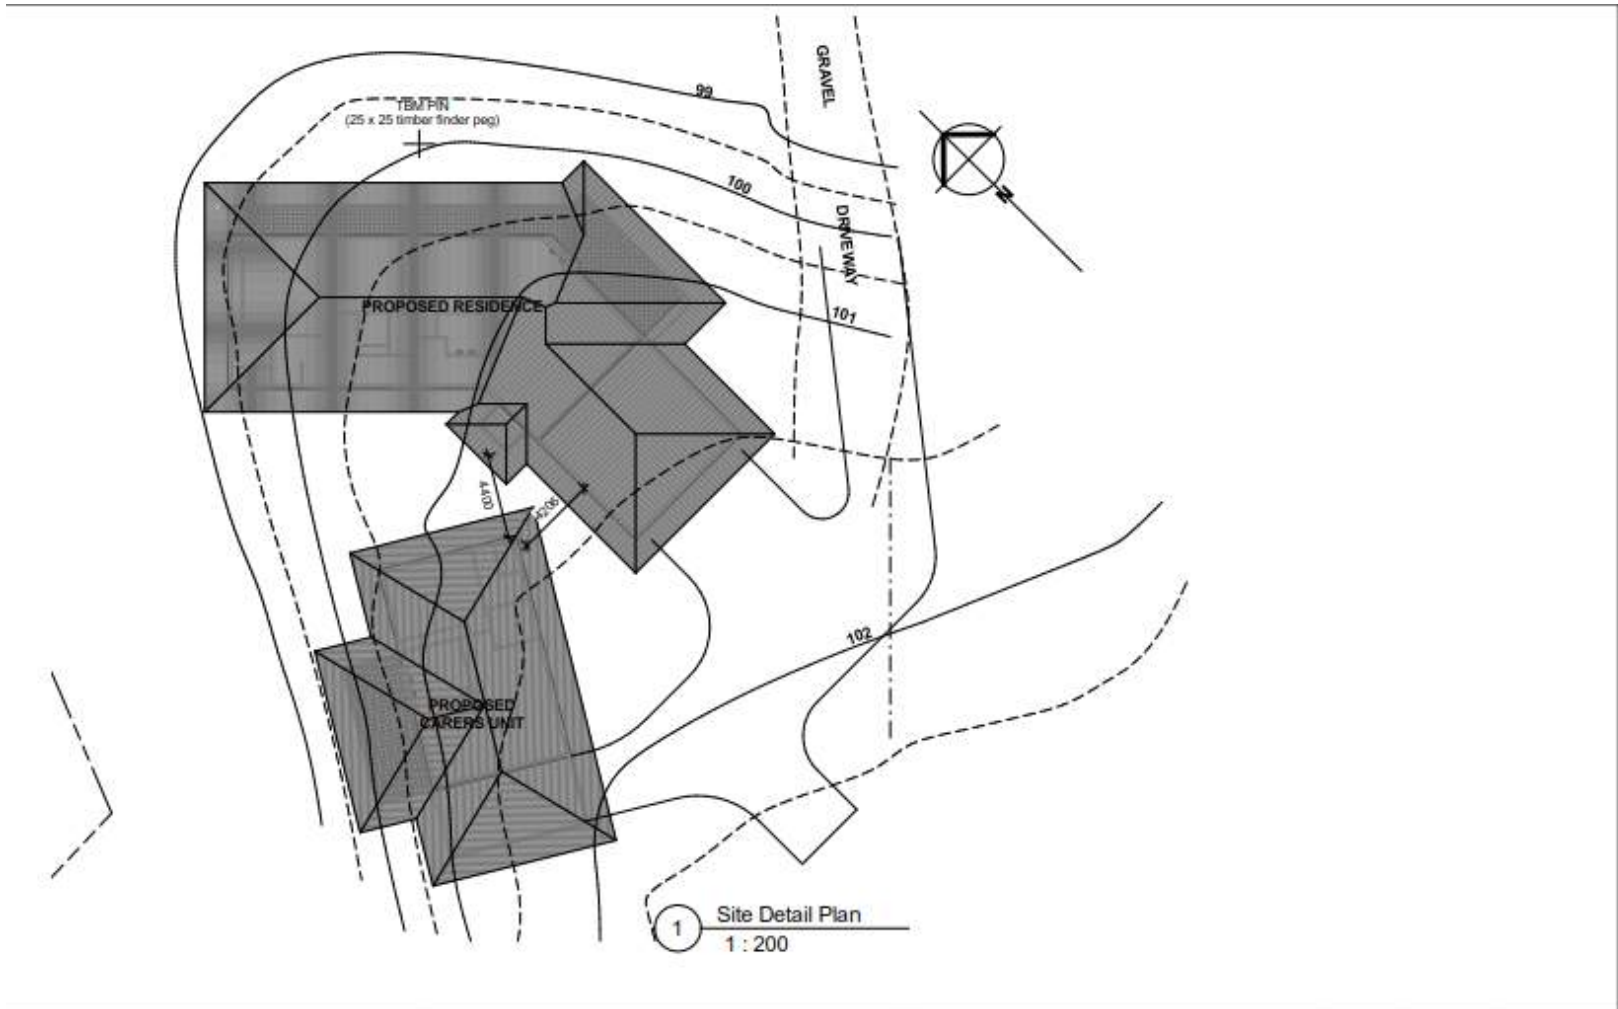 GRAVEL
99
TBM PIN
(25 x 25 timber finder peg)
100
N
DRIVEWAY
PROPOSED RESIDENCE
101
4400
4206
102
PROPOSED
CARERS UNIT
1
Site Detail Plan
1 : 200